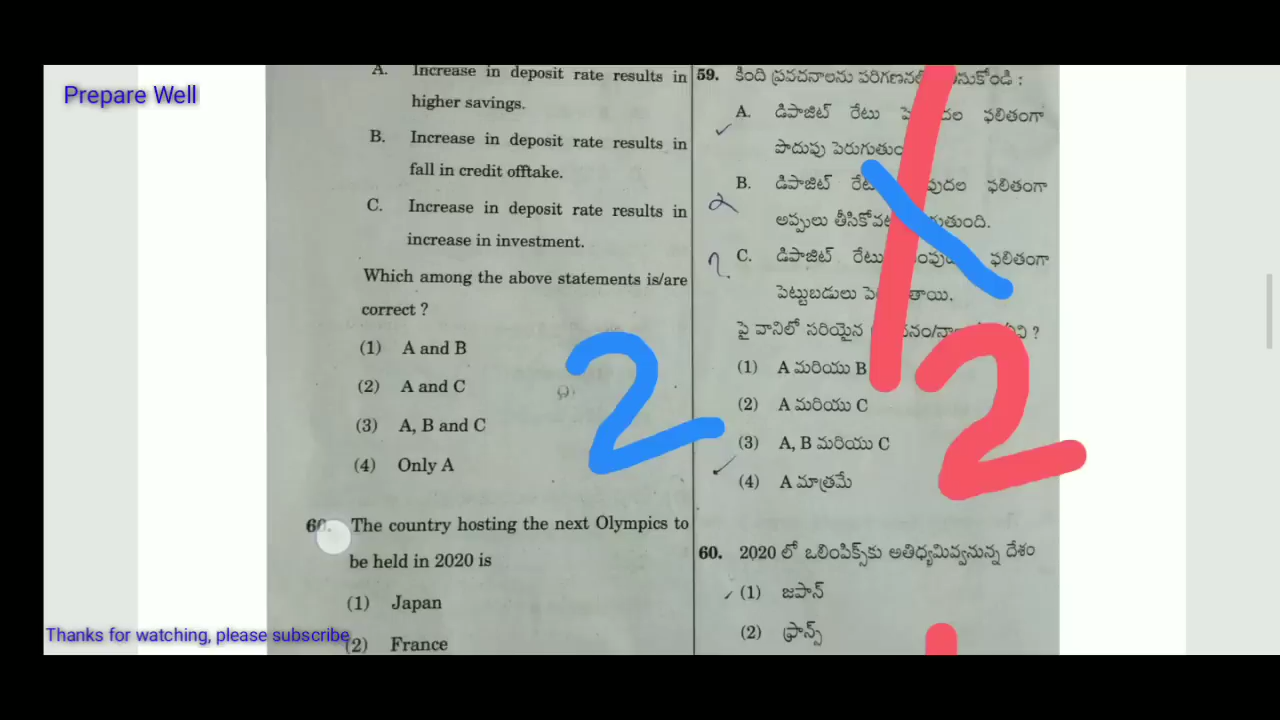 Prepare Well
A. Increase in deposit rate results in
higher savings.
B. Increase in deposit rate results in
fall in credit offtake.
C. Increase in deposit rate results in
increase in investment.
Which among the above statements is/are
correct ?
(1) A and B
(2) A and C
(3) A, B and C
(4) Only A
2
60. The country hosting the next Olympics to
be held in 2020 is
(1) Japan
(2) France
59. కింది ప్రవచనాలను :
A. డిపాజిట్ రేటు ఫలితంగా
పొదుపు
B. డిపాజిట్ ఫలితంగా
అప్పులు
C. డిపాజిట్ రేటు ఫలితంగా
పెట్టుబడులు
పై వానిలో సరియైన ?
(1) A మరియు B
(2) A మరియు C
(3) A, B మరియు C
(4) A మాత్రమే
2
60. 2020 లో ఒలింపిక్స్‌కు అతిధ్యమివ్వనున్న దేశం
(1) జపాన్
(2) ఫ్రాన్స్
Thanks for watching, please subscribe